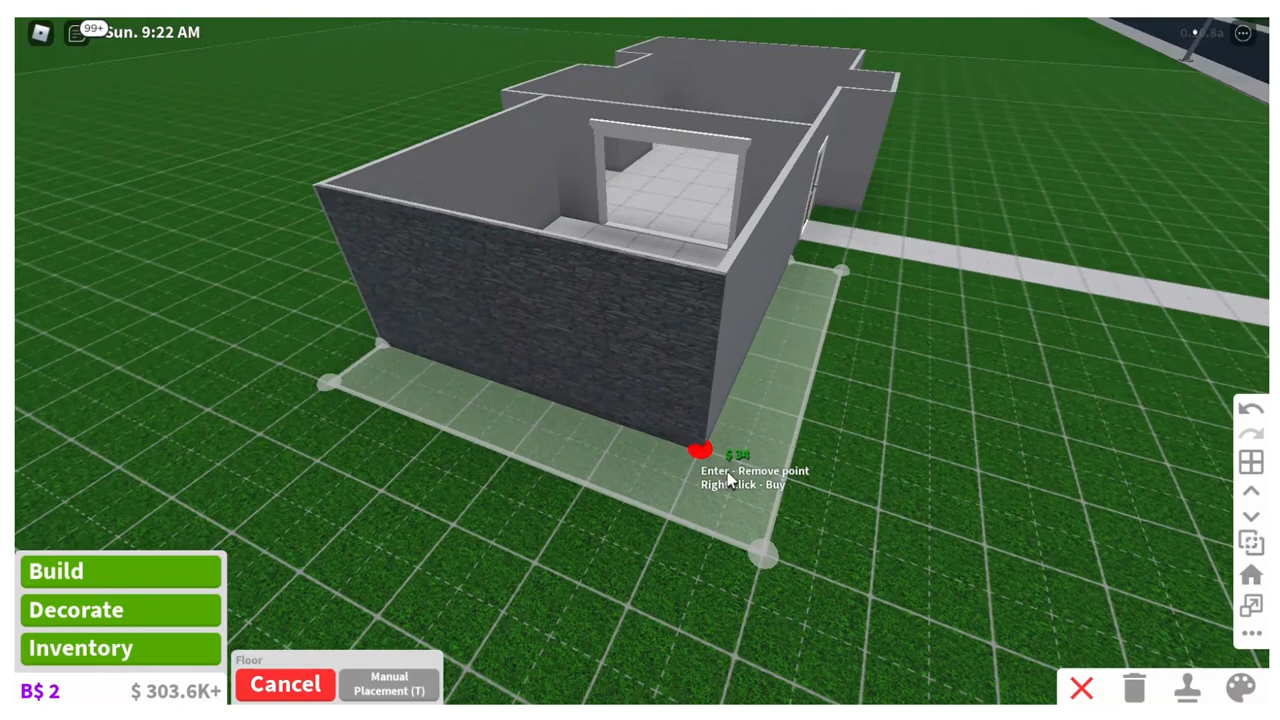 99+
Sun. 9:22 AM
$ 34
Enter - Remove point
Right Click - Buy
Build
Decorate
Inventory
B$ 2
$ 303.6K+
Floor
Cancel
Manual
Placement (T)